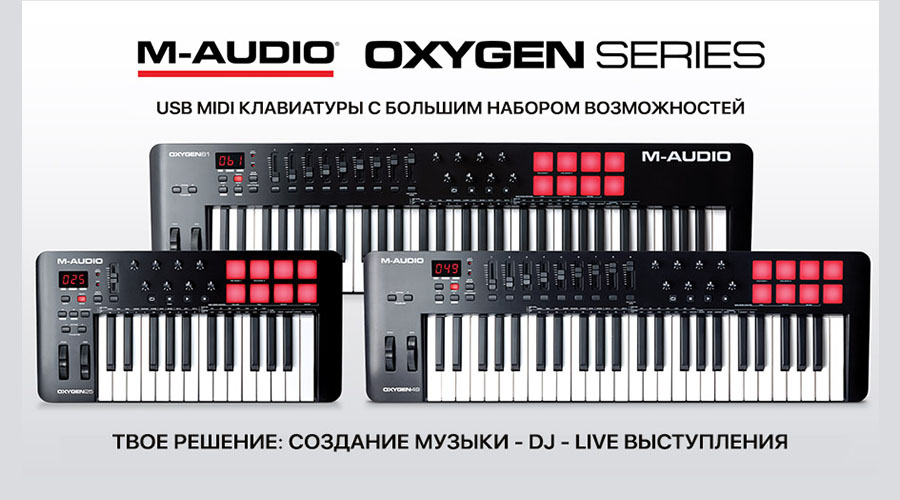 M-AUDIO® OXYGEN SERIES
USB MIDI КЛАВИАТУРЫ С БОЛЬШИМ НАБОРОМ ВОЗМОЖНОСТЕЙ
OXYGEN61
061
M-AUDIO
M-AUDIO
025
OXYGEN25
M-AUDIO
049
OXYGEN49
ТВОЕ РЕШЕНИЕ: СОЗДАНИЕ МУЗЫКИ - DJ - LIVE ВЫСТУПЛЕНИЯ